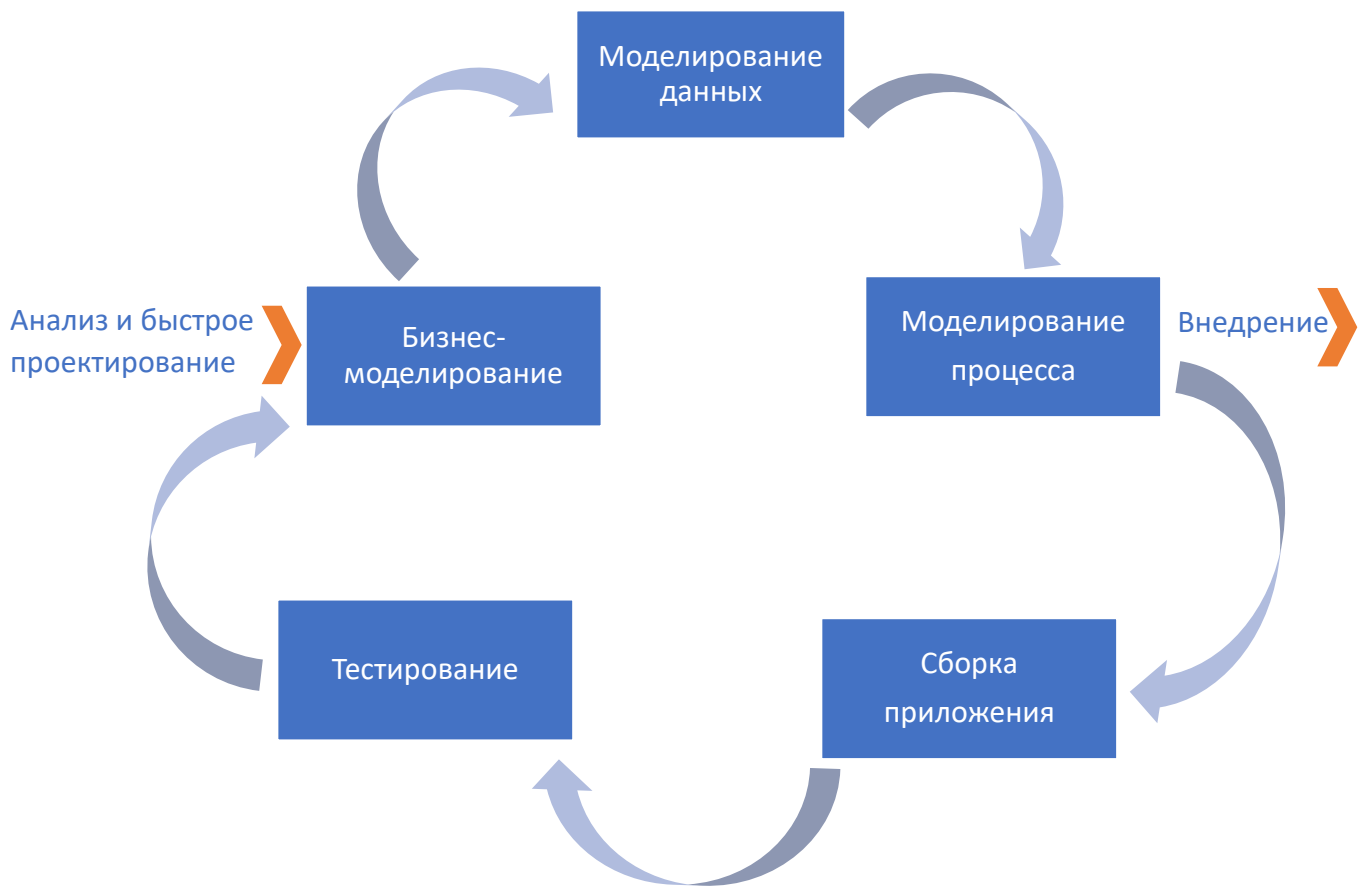 Моделирование
данных
Анализ и быстрое
проектирование
Бизнес-
моделирование
Моделирование
процесса
Внедрение
Тестирование
Сборка
приложения